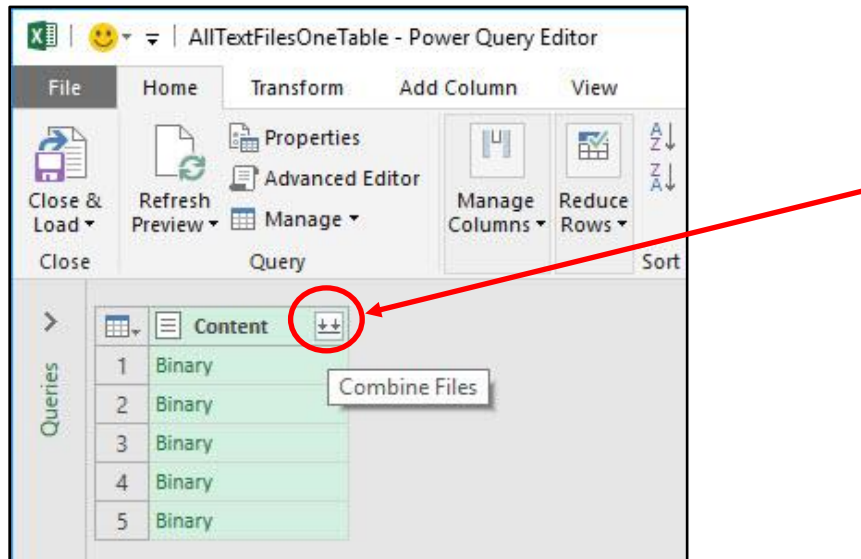 AllTextFilesOneTable - Power Query Editor
File Home Transform Add Column View
Close & Load
Refresh Preview
Properties
Advanced Editor
Manage
Manage Columns
Reduce Rows
A
Z
Z
A
Close Query Sort
Queries
Content
Combine Files
1 Binary
2 Binary
3 Binary
4 Binary
5 Binary